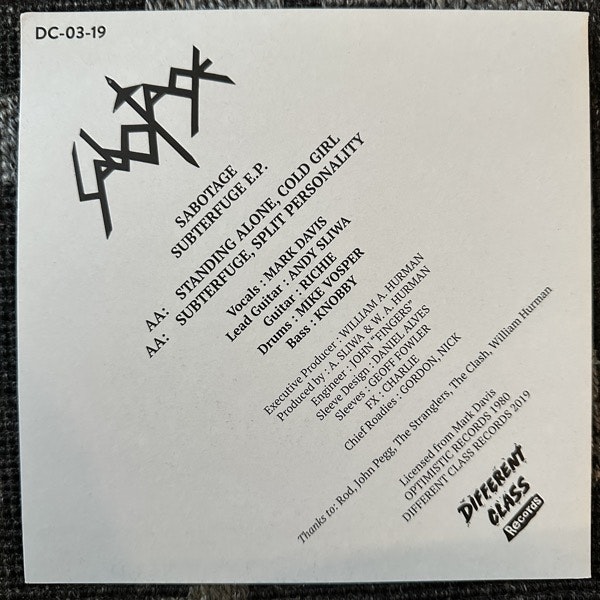 DC-03-19
SABOTAGE
SUBTERFUGE E.P.
AA: STANDING ALONE, COLD GIRL
AA: SUBTERFUGE, SPLIT PERSONALITY
Vocals : MARK DAVIS
Lead Guitar : ANDY SLIWA
Guitar : RICHIE
Drums : MIKE VOSPER
Bass : KNOBBY
Executive Producer : WILLIAM A. HURMAN
Produced by : A. SLIWA & W. A. HURMAN
Engineer : JOHN "FINGERS"
Sleeve Design : DANIEL ALVES
Sleeves : GEOFF FOWLER
FX : CHARLIE
Chief Roadies : GORDON, NICK
Thanks to: Rod, John Pegg, The Stranglers, The Clash, William Hurman
Licensed from Mark Davis
OPTIMISTIC RECORDS 1980
DIFFERENT CLASS RECORDS 2019
DIFFERENT
CLASS
Records